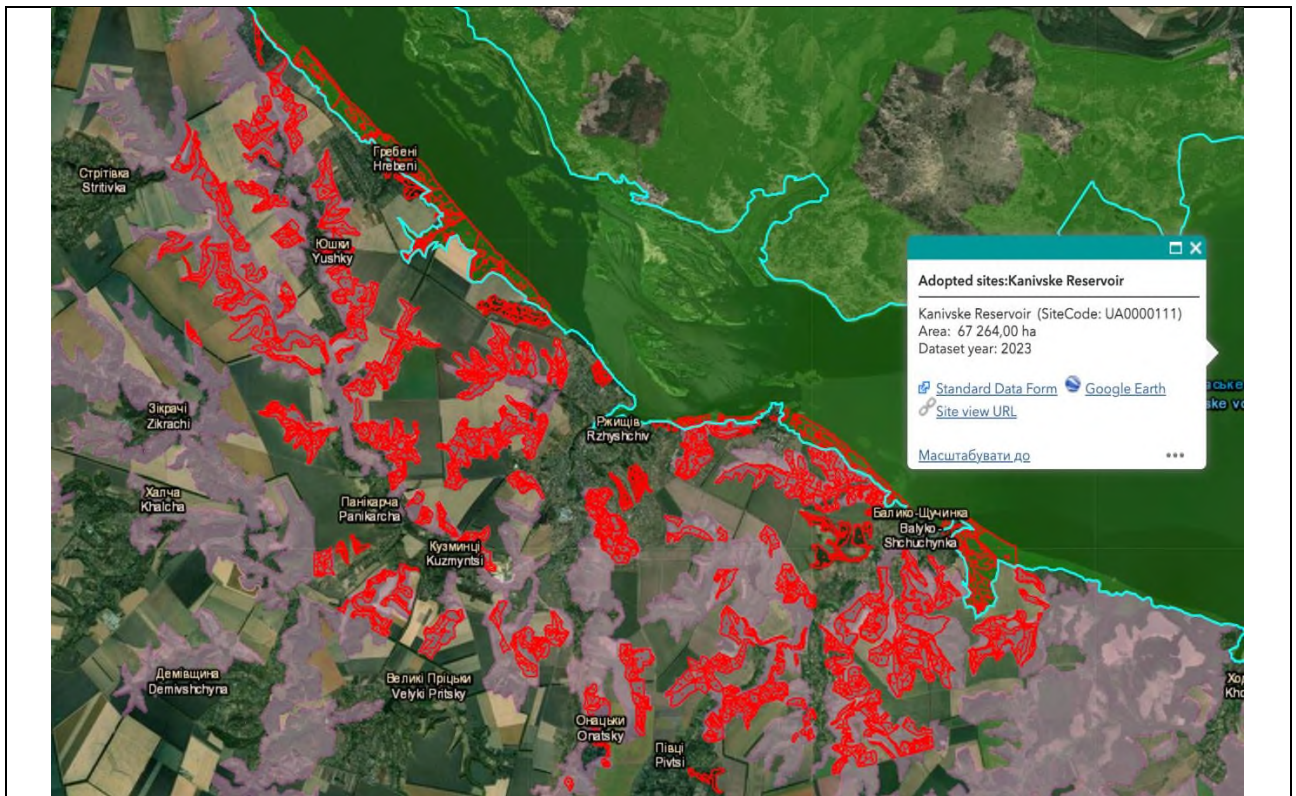 Гребені
Hrebeni
Стрітівка
Stritivka
Юшки
Yushky
Adopted sites:Kanivske Reservoir
Kanivske Reservoir (SiteCode: UA0000111)
Area: 67 264,00 ha
Dataset year: 2023
Standard Data Form Google Earth
Site view URL
Масштабувати до
Зікрачі
Zikrachi
Ржищів
Rzhyshchiv
Халча
Khalcha
Панікарча
Panikarcha
Балико-Щучинка
Balyko-
Shchuchynka
Кузминці
Kuzmyntsi
Демівщина
Demivshchyna
Великі Пріцьки
Velyki Pritsky
Онацьки
Onatsky
Півці
Pivtsi